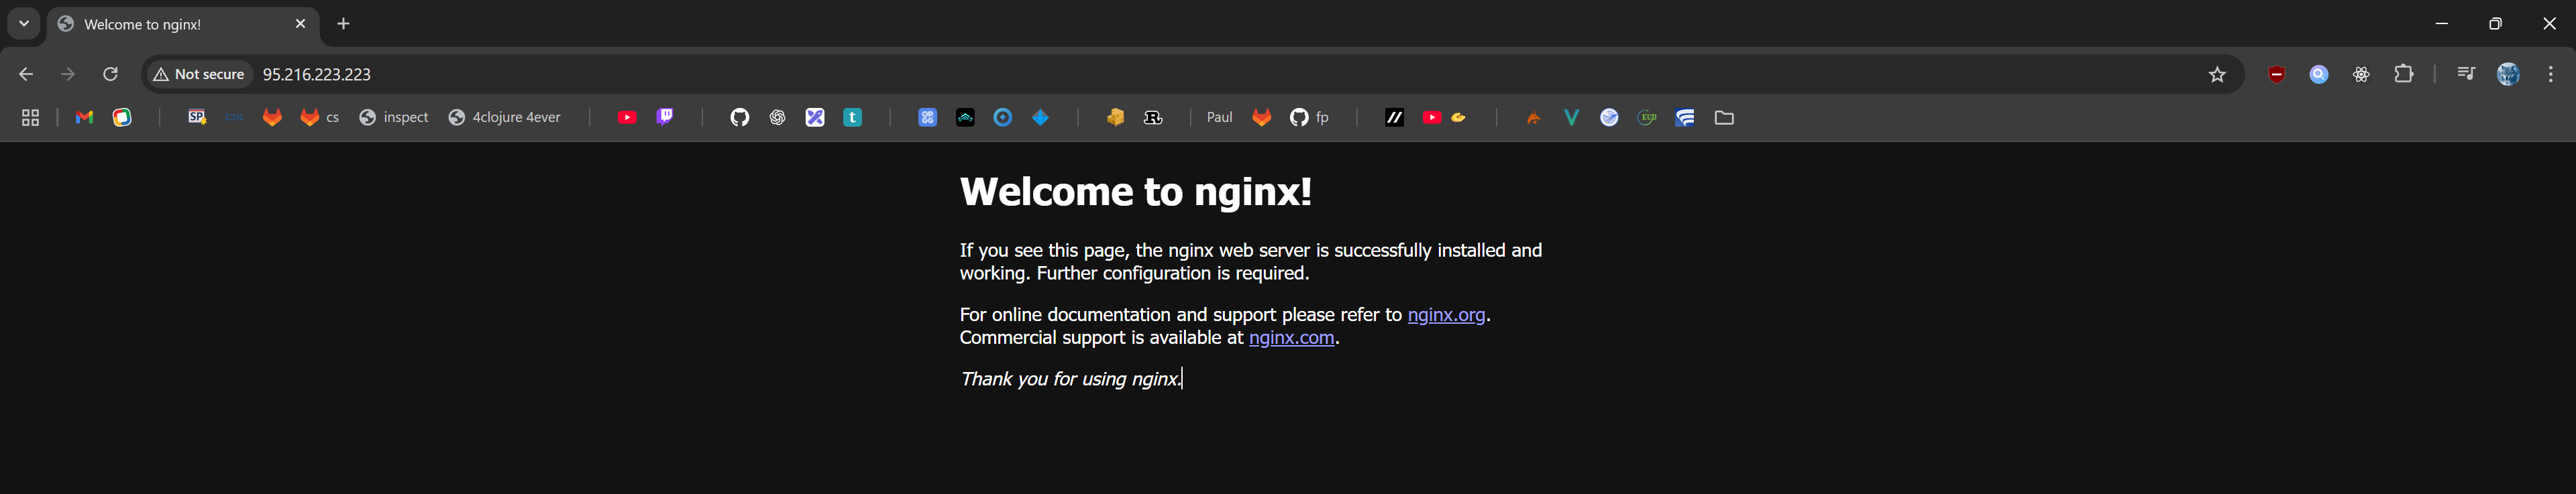 Welcome to nginx!
Not secure 95.216.223.223
SP cs inspect 4clojure 4ever t Paul fp EUP
Welcome to nginx!
If you see this page, the nginx web server is successfully installed and
working. Further configuration is required.
For online documentation and support please refer to nginx.org.
Commercial support is available at nginx.com.
Thank you for using nginx.